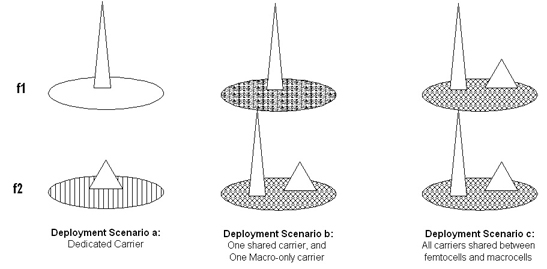 f1
f2
Deployment Scenario a:
Dedicated Carrier
Deployment Scenario b:
One shared carrier, and
One Macro-only carrier
Deployment Scenario c:
All carriers shared between
femtocells and macrocells